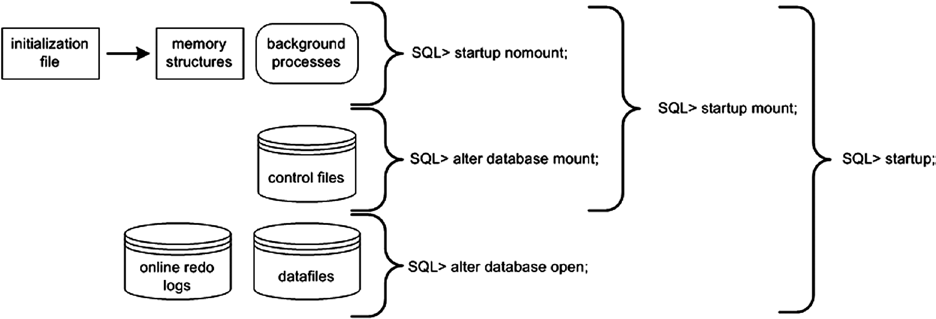 initialization
file
memory
structures
background
processes
SQL> startup nomount;
SQL> startup mount;
control files
SQL> alter database mount;
SQL> startup;
online redo
logs
datafiles
SQL> alter database open;